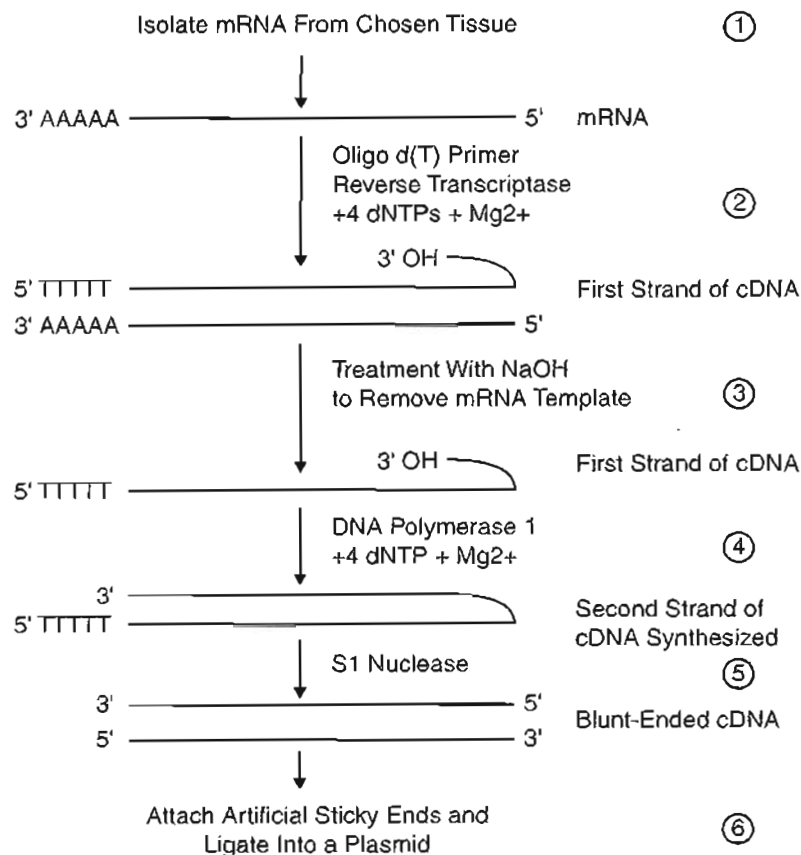 Isolate mRNA From Chosen Tissue ①
3' AAAAA 5' mRNA
Oligo d(T) Primer
Reverse Transcriptase
+4 dNTPs + Mg2+ ②
3' OH
5' TTTTT First Strand of cDNA
3' AAAAA 5'
Treatment With NaOH
to Remove mRNA Template ③
3' OH First Strand of cDNA
5' TTTTT
DNA Polymerase 1
+4 dNTP + Mg2+ ④
3'
5' TTTTT Second Strand of
cDNA Synthesized
S1 Nuclease ⑤
3' 5'
Blunt-Ended cDNA
5' 3'
Attach Artificial Sticky Ends and
Ligate Into a Plasmid ⑥